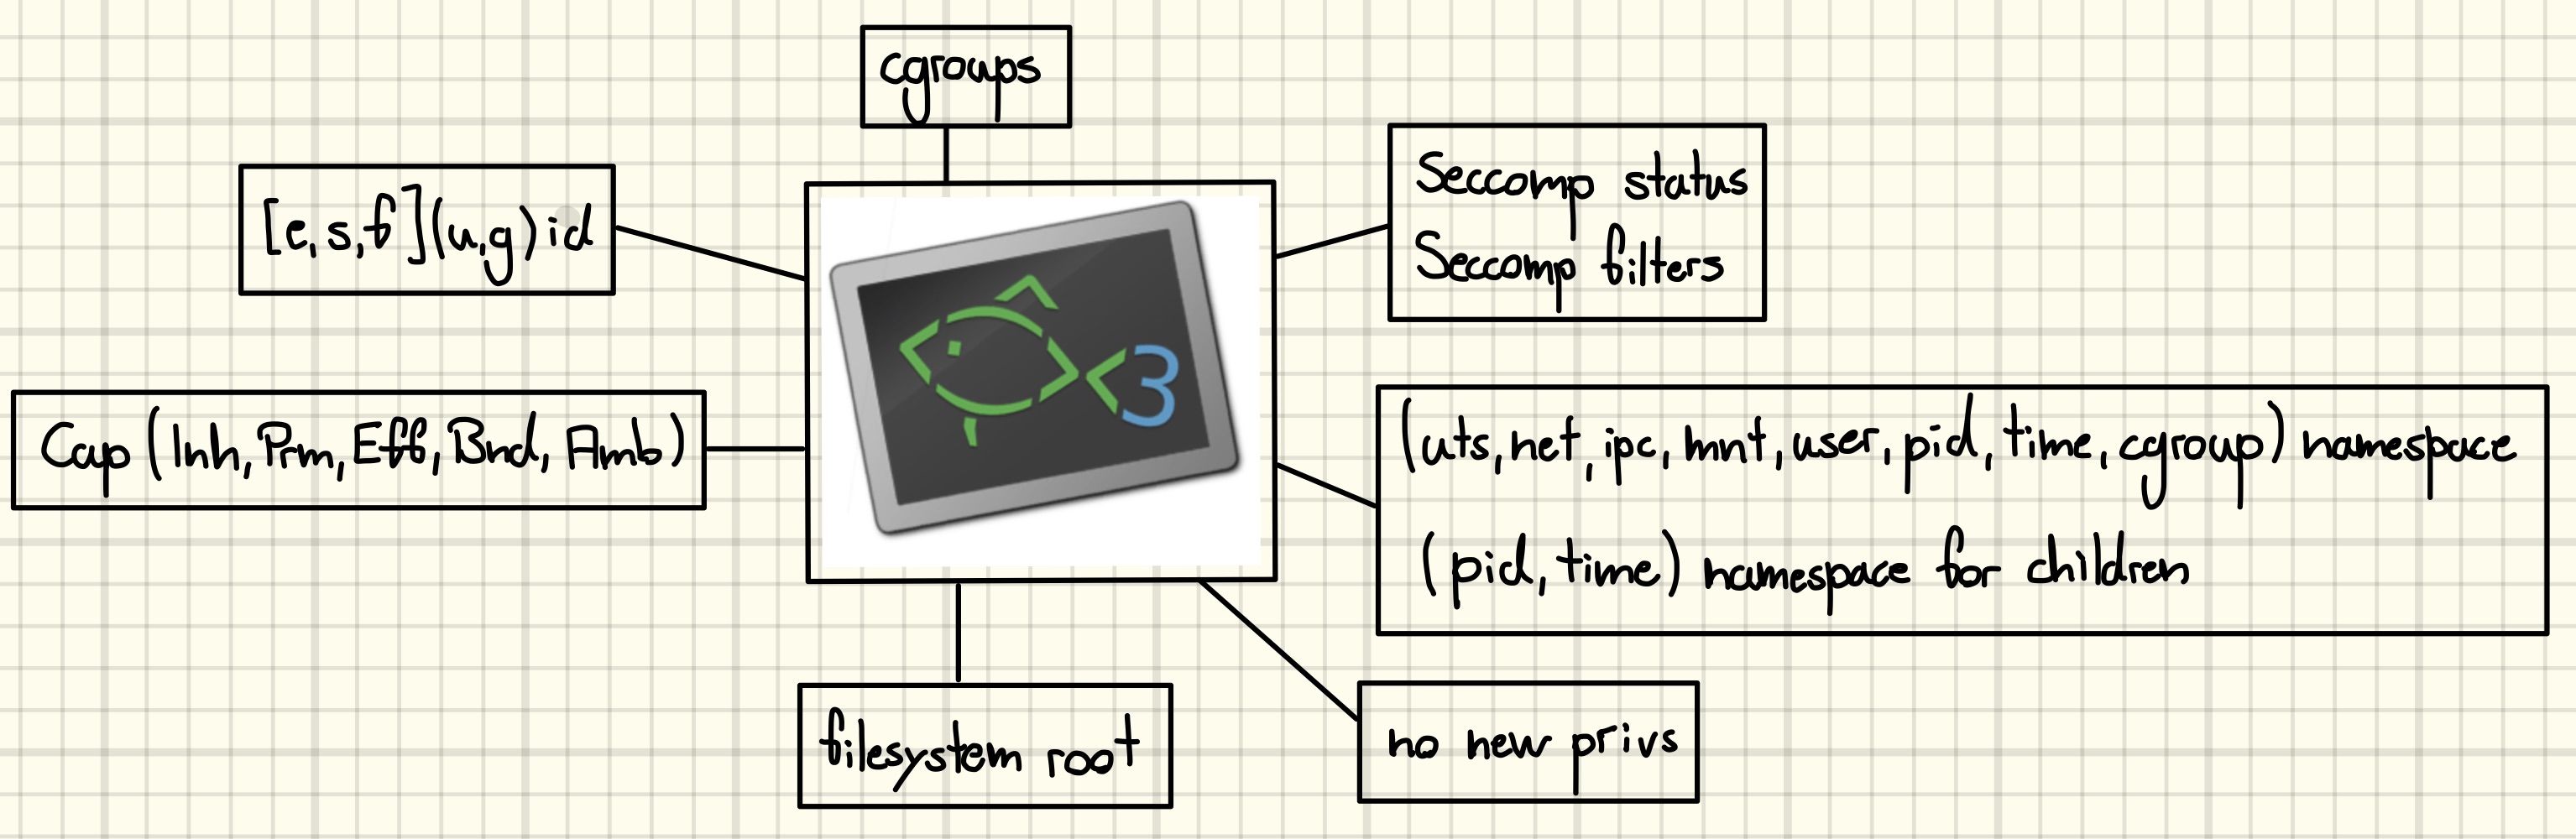 cgroups
[e,s,f](u,g)id
Seccomp status
Seccomp filters
Cap (Inh, Prm, Eff, Bnd, Amb)
<3
(uts, net, ipc, mnt, user, pid, time, cgroup) namespace
(pid, time) namespace for children
filesystem root
no new privs